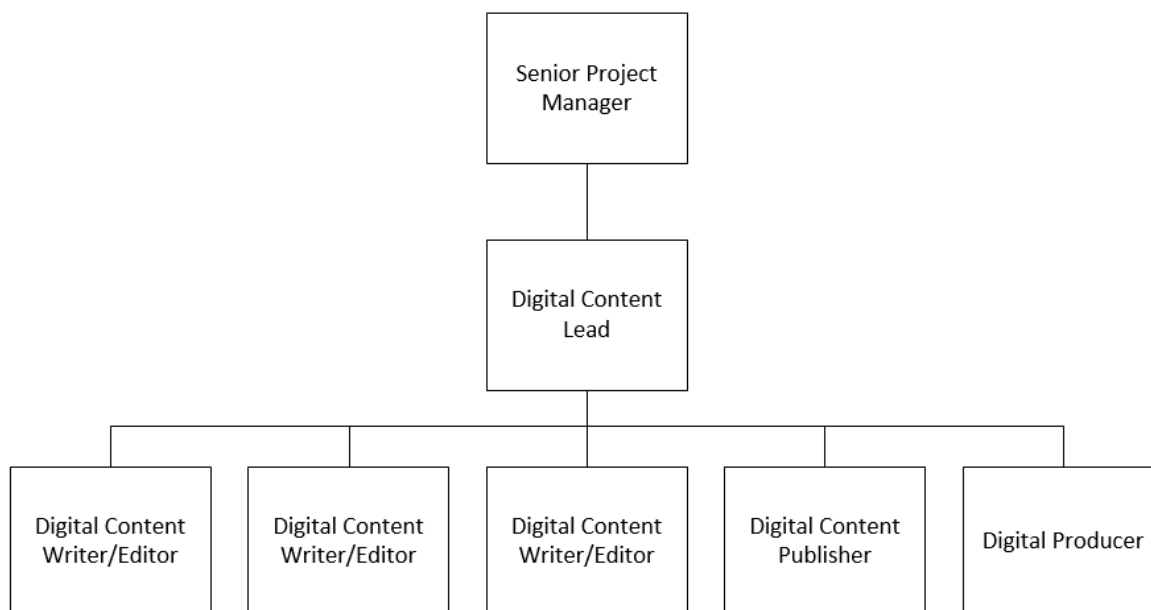 Senior Project
Manager
Digital Content
Lead
Digital Content
Writer/Editor
Digital Content
Writer/Editor
Digital Content
Writer/Editor
Digital Content
Publisher
Digital Producer